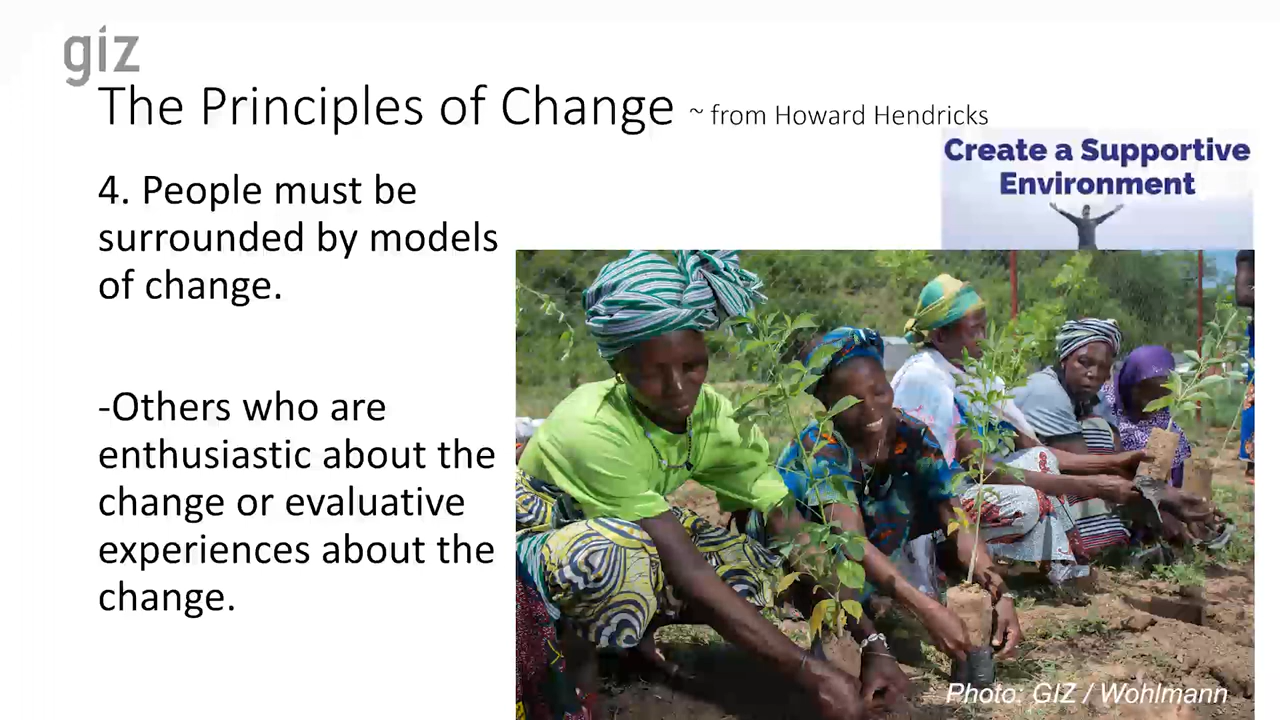 giz
The Principles of Change ~ from Howard Hendricks
Create a Supportive
Environment
4. People must be
surrounded by models
of change.
-Others who are
enthusiastic about the
change or evaluative
experiences about the
change.
Photo: GIZ / Wohlmann